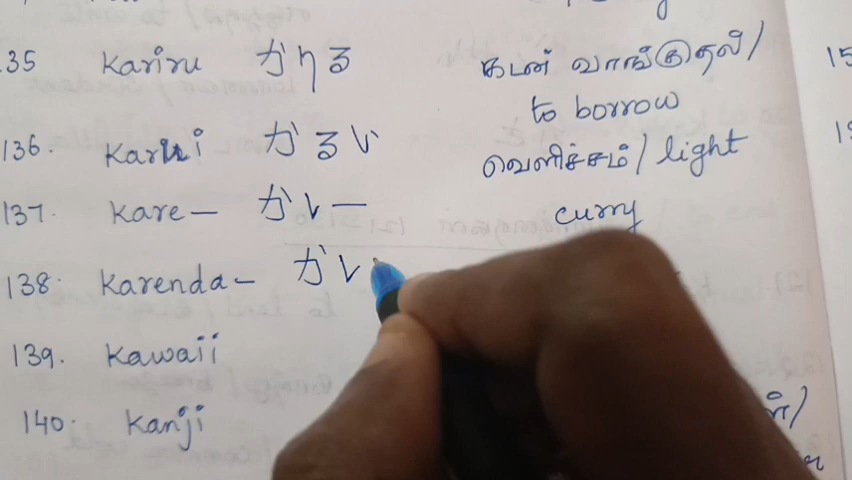 35 Kariru かりる கடன் வாங்குதல்/ 15
to borrow
136. Karui かるい வெளிச்சம்/ light
137. Kare- カレー curry
138. Karenda- カレ
139. Kawaii
140. Kanji